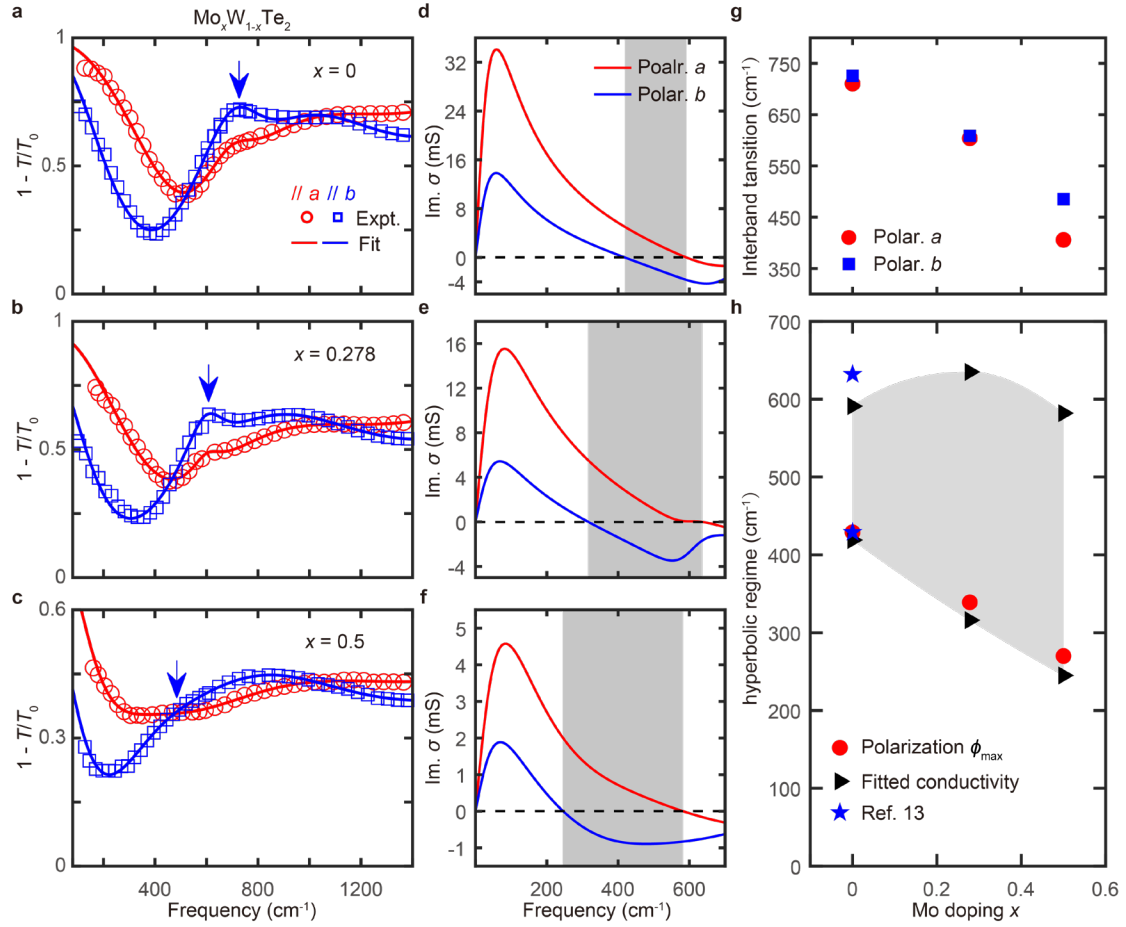 a
MoxW1-xTe2
x = 0
1 - T/T0
1
0.5
0
// a // b
Expt.
Fit
b
x = 0.278
1 - T/T0
1
0.5
0
c
x = 0.5
1 - T/T0
0.6
0.3
0
400 800 1200
Frequency (cm-1)
d
Poalr. a
Polar. b
Im. σ (mS)
32
24
16
8
0
-4
e
Im. σ (mS)
16
12
8
4
0
-4
f
Im. σ (mS)
5
4
3
2
1
0
-1
0 200 400 600
Frequency (cm-1)
g
Interband tansition (cm-1)
750
650
550
450
350
Polar. a
Polar. b
h
hyperbolic regime (cm-1)
700
600
500
400
300
200
100
0
Polarization ϕmax
Fitted conductivity
Ref. 13
0 0.2 0.4 0.6
Mo doping x